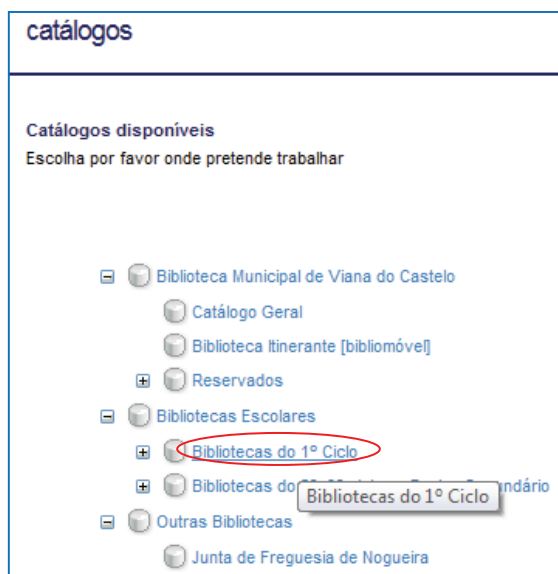 catálogos
Catálogos disponíveis
Escolha por favor onde pretende trabalhar
Biblioteca Municipal de Viana do Castelo
Catálogo Geral
Biblioteca Itinerante [bibliomóvel]
Reservados
Bibliotecas Escolares
Bibliotecas do 1º Ciclo
Bibliotecas do
Bibliotecas do 1º Ciclo
Outras Bibliotecas
Junta de Freguesia de Nogueira